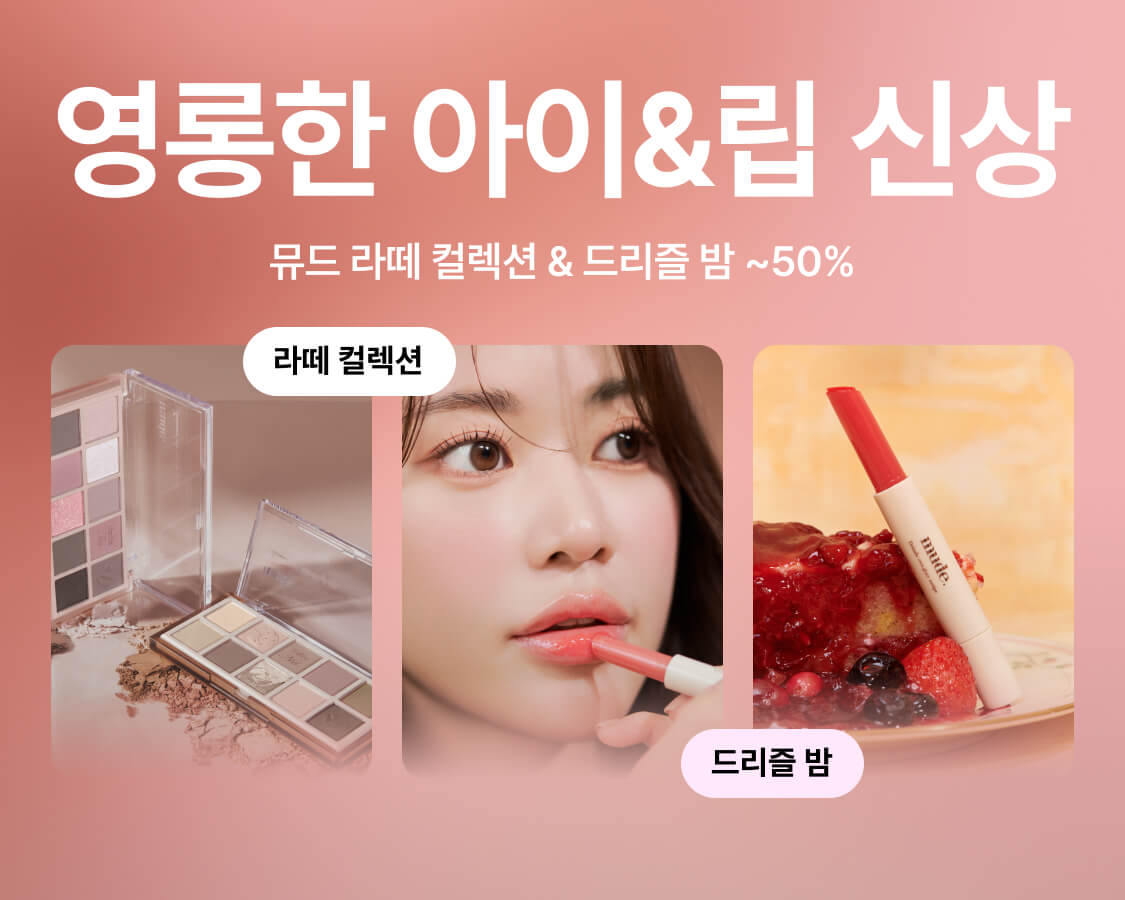 영롱한 아이&립 신상
뮤드 라떼 컬렉션 & 드리즐 밤 ~50%
라떼 컬렉션
mude.
드리즐 밤